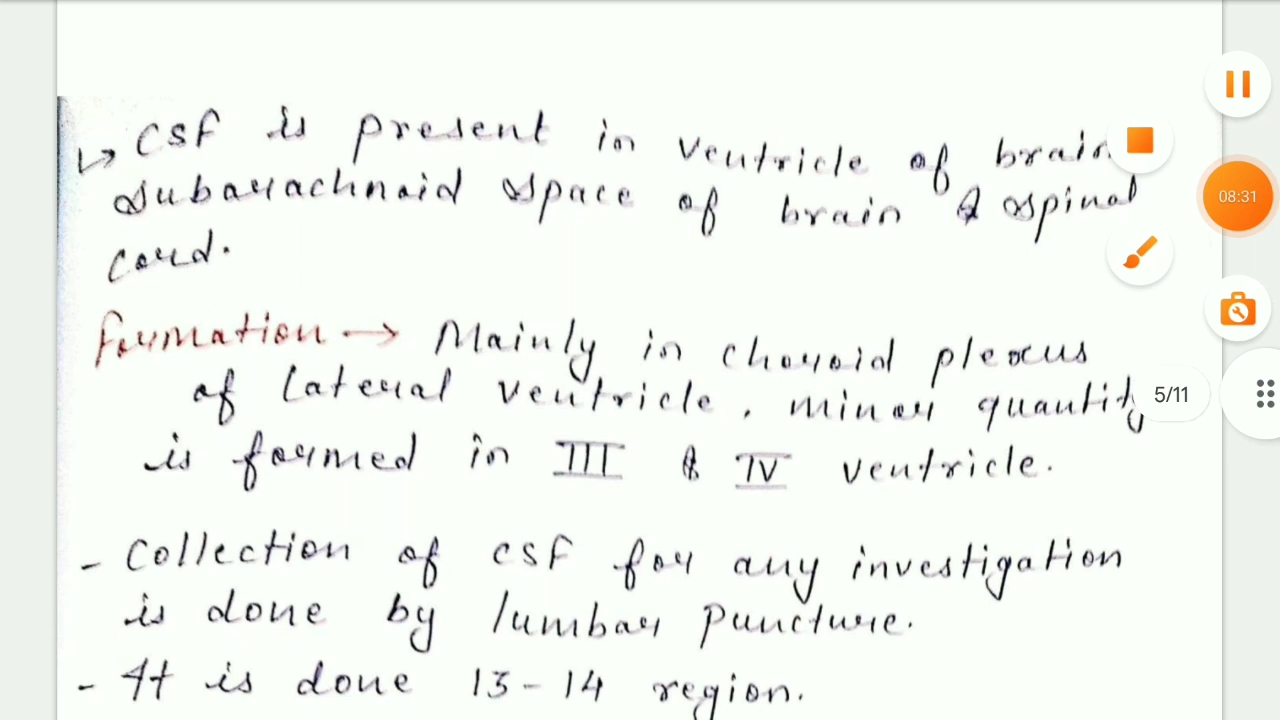 ↳ CSF is present in ventricle of brain
subarachnoid space of brain & spinal
cord.
Formation → Mainly in choroid plexus
of lateral ventricle, minor quantity
is formed in III & IV ventricle.
- Collection of CSF for any investigation
is done by lumbar puncture.
- It is done l3-l4 region.
08:31
5/11